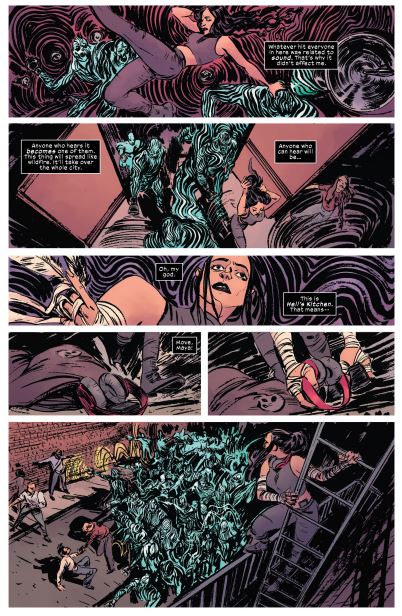 Whatever hit everyone
in here was related to
sound. That's why it
didn't affect me.
Anyone who hears it
becomes one of them.
This thing will spread like
wildfire. It'll take over
the whole city.
Anyone who
can hear will
be...
Oh, my
god.
This is
Hell's Kitchen.
That means--
Move,
Maya!